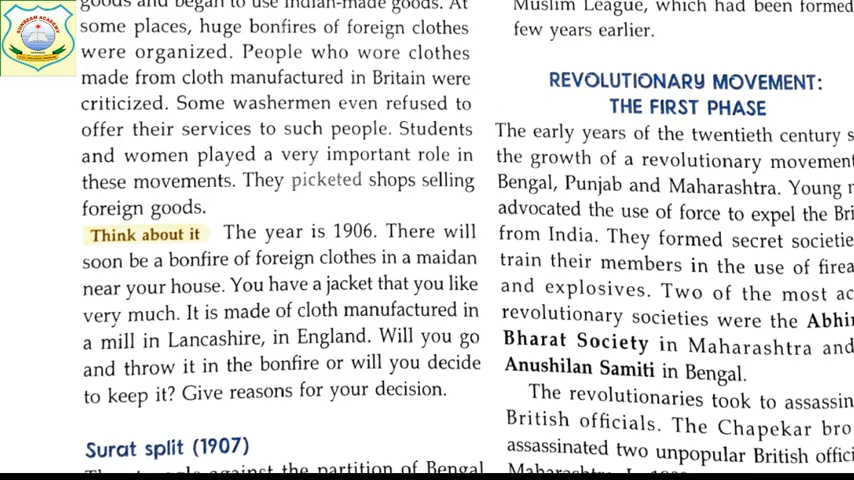 goods and began to use Indian-made goods. At
some places, huge bonfires of foreign clothes
were organized. People who wore clothes
made from cloth manufactured in Britain were
criticized. Some washermen even refused to
offer their services to such people. Students
and women played a very important role in
these movements. They picketed shops selling
foreign goods.
Think about it The year is 1906. There will
soon be a bonfire of foreign clothes in a maidan
near your house. You have a jacket that you like
very much. It is made of cloth manufactured in
a mill in Lancashire, in England. Will you go
and throw it in the bonfire or will you decide
to keep it? Give reasons for your decision.
Surat split (1907)
against the partition of Bengal
Muslim League, which had been formed
few years earlier.
REVOLUTIONARY MOVEMENT:
THE FIRST PHASE
The early years of the twentieth century s
the growth of a revolutionary movement
Bengal, Punjab and Maharashtra. Young
advocated the use of force to expel the Bri
from India. They formed secret societie
train their members in the use of firea
and explosives. Two of the most ac
revolutionary societies were the Abhi
Bharat Society in Maharashtra and
Anushilan Samiti in Bengal.
The revolutionaries took to assassin
British officials. The Chapekar bro
assassinated two unpopular British offici
Maharashtra.
SUNBEAM ACADEMY